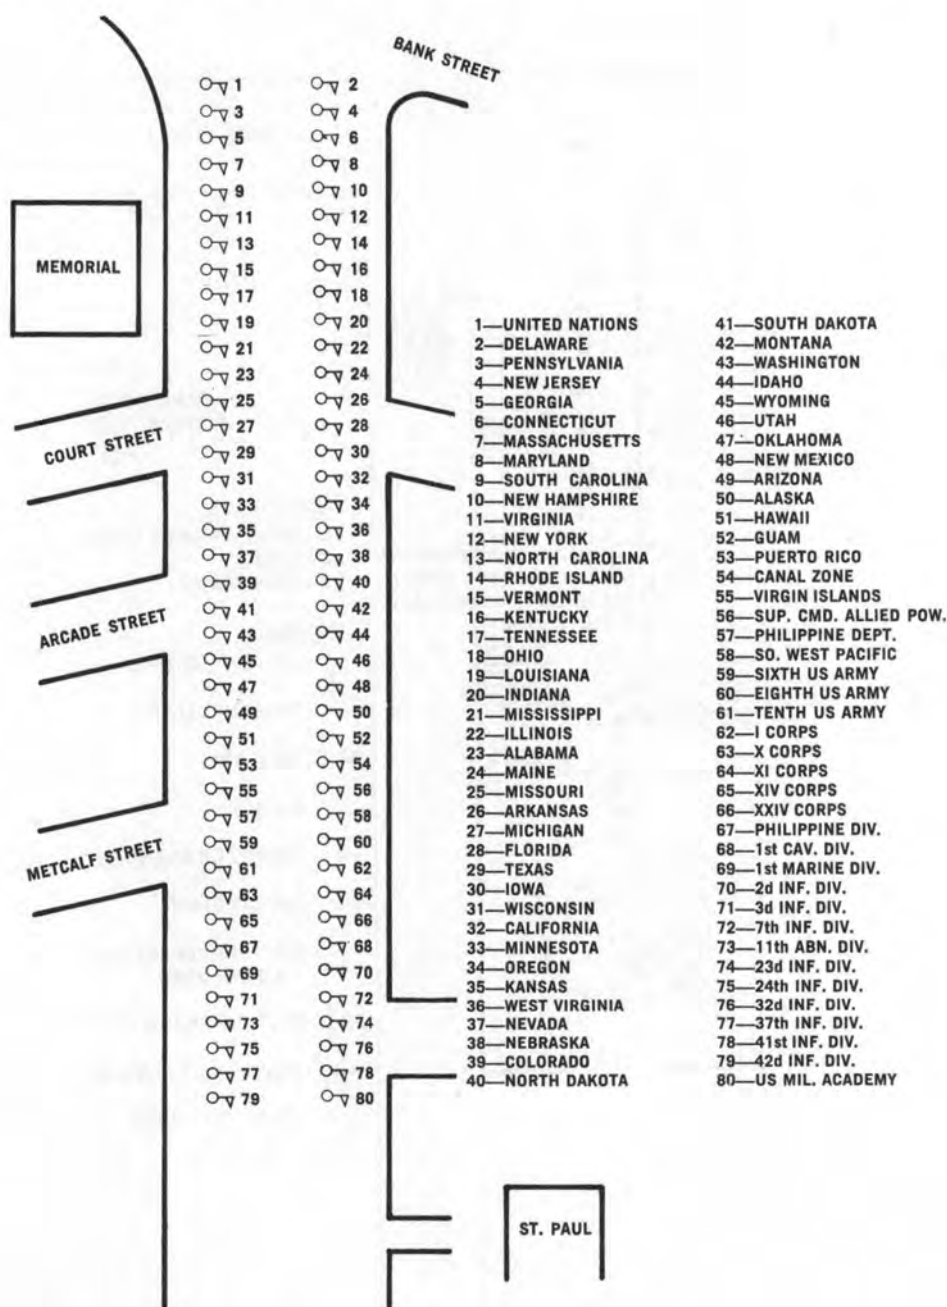 BANK STREET
1 2
3 4
5 6
7 8
9 10
11 12
13 14
15 16
17 18
19 20
21 22
23 24
25 26
27 28
29 30
31 32
33 34
35 36
37 38
39 40
41 42
43 44
45 46
47 48
49 50
51 52
53 54
55 56
57 58
59 60
61 62
63 64
65 66
67 68
69 70
71 72
73 74
75 76
77 78
79 80
MEMORIAL
COURT STREET
ARCADE STREET
METCALF STREET
1—UNITED NATIONS
2—DELAWARE
3—PENNSYLVANIA
4—NEW JERSEY
5—GEORGIA
6—CONNECTICUT
7—MASSACHUSETTS
8—MARYLAND
9—SOUTH CAROLINA
10—NEW HAMPSHIRE
11—VIRGINIA
12—NEW YORK
13—NORTH CAROLINA
14—RHODE ISLAND
15—VERMONT
16—KENTUCKY
17—TENNESSEE
18—OHIO
19—LOUISIANA
20—INDIANA
21—MISSISSIPPI
22—ILLINOIS
23—ALABAMA
24—MAINE
25—MISSOURI
26—ARKANSAS
27—MICHIGAN
28—FLORIDA
29—TEXAS
30—IOWA
31—WISCONSIN
32—CALIFORNIA
33—MINNESOTA
34—OREGON
35—KANSAS
36—WEST VIRGINIA
37—NEVADA
38—NEBRASKA
39—COLORADO
40—NORTH DAKOTA
41—SOUTH DAKOTA
42—MONTANA
43—WASHINGTON
44—IDAHO
45—WYOMING
46—UTAH
47—OKLAHOMA
48—NEW MEXICO
49—ARIZONA
50—ALASKA
51—HAWAII
52—GUAM
53—PUERTO RICO
54—CANAL ZONE
55—VIRGIN ISLANDS
56—SUP. CMD. ALLIED POW.
57—PHILIPPINE DEPT.
58—SO. WEST PACIFIC
59—SIXTH US ARMY
60—EIGHTH US ARMY
61—TENTH US ARMY
62—I CORPS
63—X CORPS
64—XI CORPS
65—XIV CORPS
66—XXIV CORPS
67—PHILIPPINE DIV.
68—1st CAV. DIV.
69—1st MARINE DIV.
70—2d INF. DIV.
71—3d INF. DIV.
72—7th INF. DIV.
73—11th ABN. DIV.
74—23d INF. DIV.
75—24th INF. DIV.
76—32d INF. DIV.
77—37th INF. DIV.
78—41st INF. DIV.
79—42d INF. DIV.
80—US MIL. ACADEMY
ST. PAUL